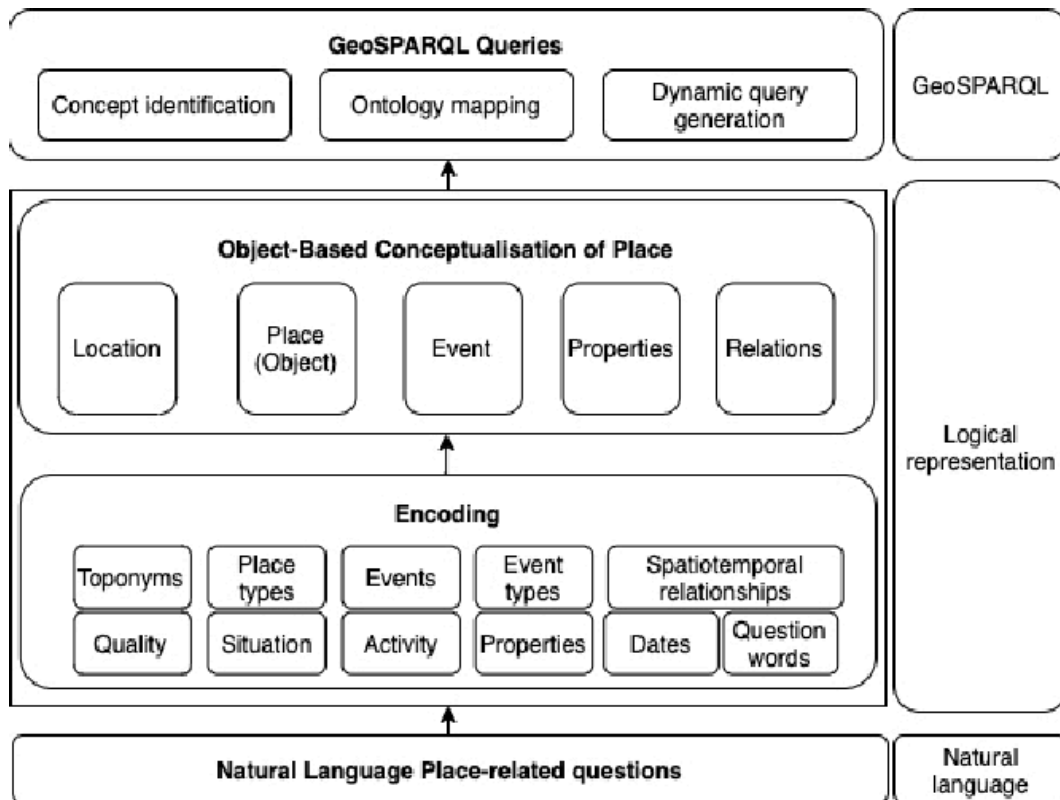 GeoSPARQL Queries
Concept identification
Ontology mapping
Dynamic query
generation
GeoSPARQL
Object-Based Conceptualisation of Place
Location
Place
(Object)
Event
Properties
Relations
Logical
representation
Encoding
Toponyms
Place
types
Events
Event
types
Spatiotemporal
relationships
Quality
Situation
Activity
Properties
Dates
Question
words
Natural Language Place-related questions
Natural
language